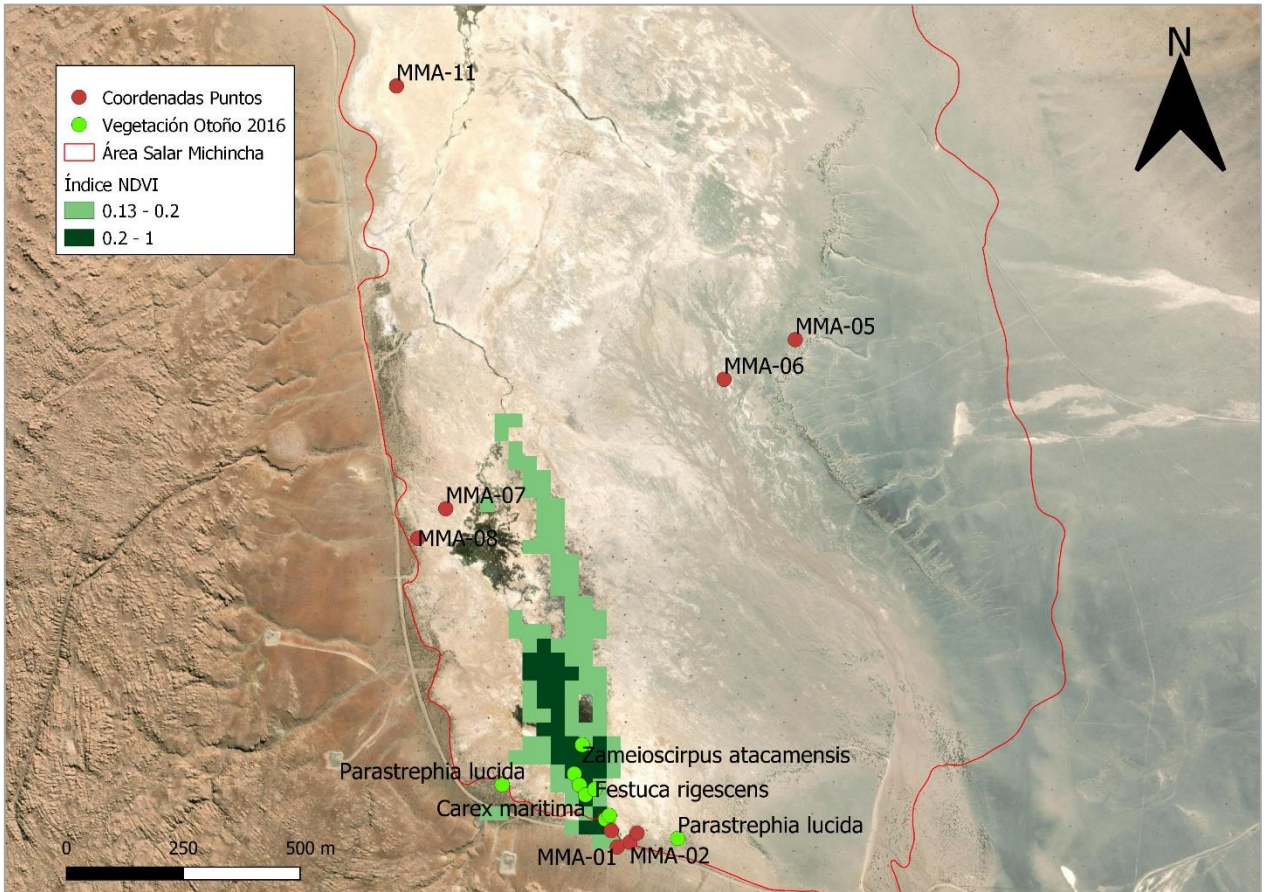 N
MMA-11
Coordenadas Puntos
Vegetación Otoño 2016
Área Salar Michincha
Índice NDVI
0.13 - 0.2
0.2 - 1
MMA-05
MMA-06
MMA-07
MMA-08
Zameioscirpus atacamensis
Parastrephia lucida
Festuca rigescens
Carex maritima
Parastrephia lucida
MMA-01
MMA-02
0
250
500 m